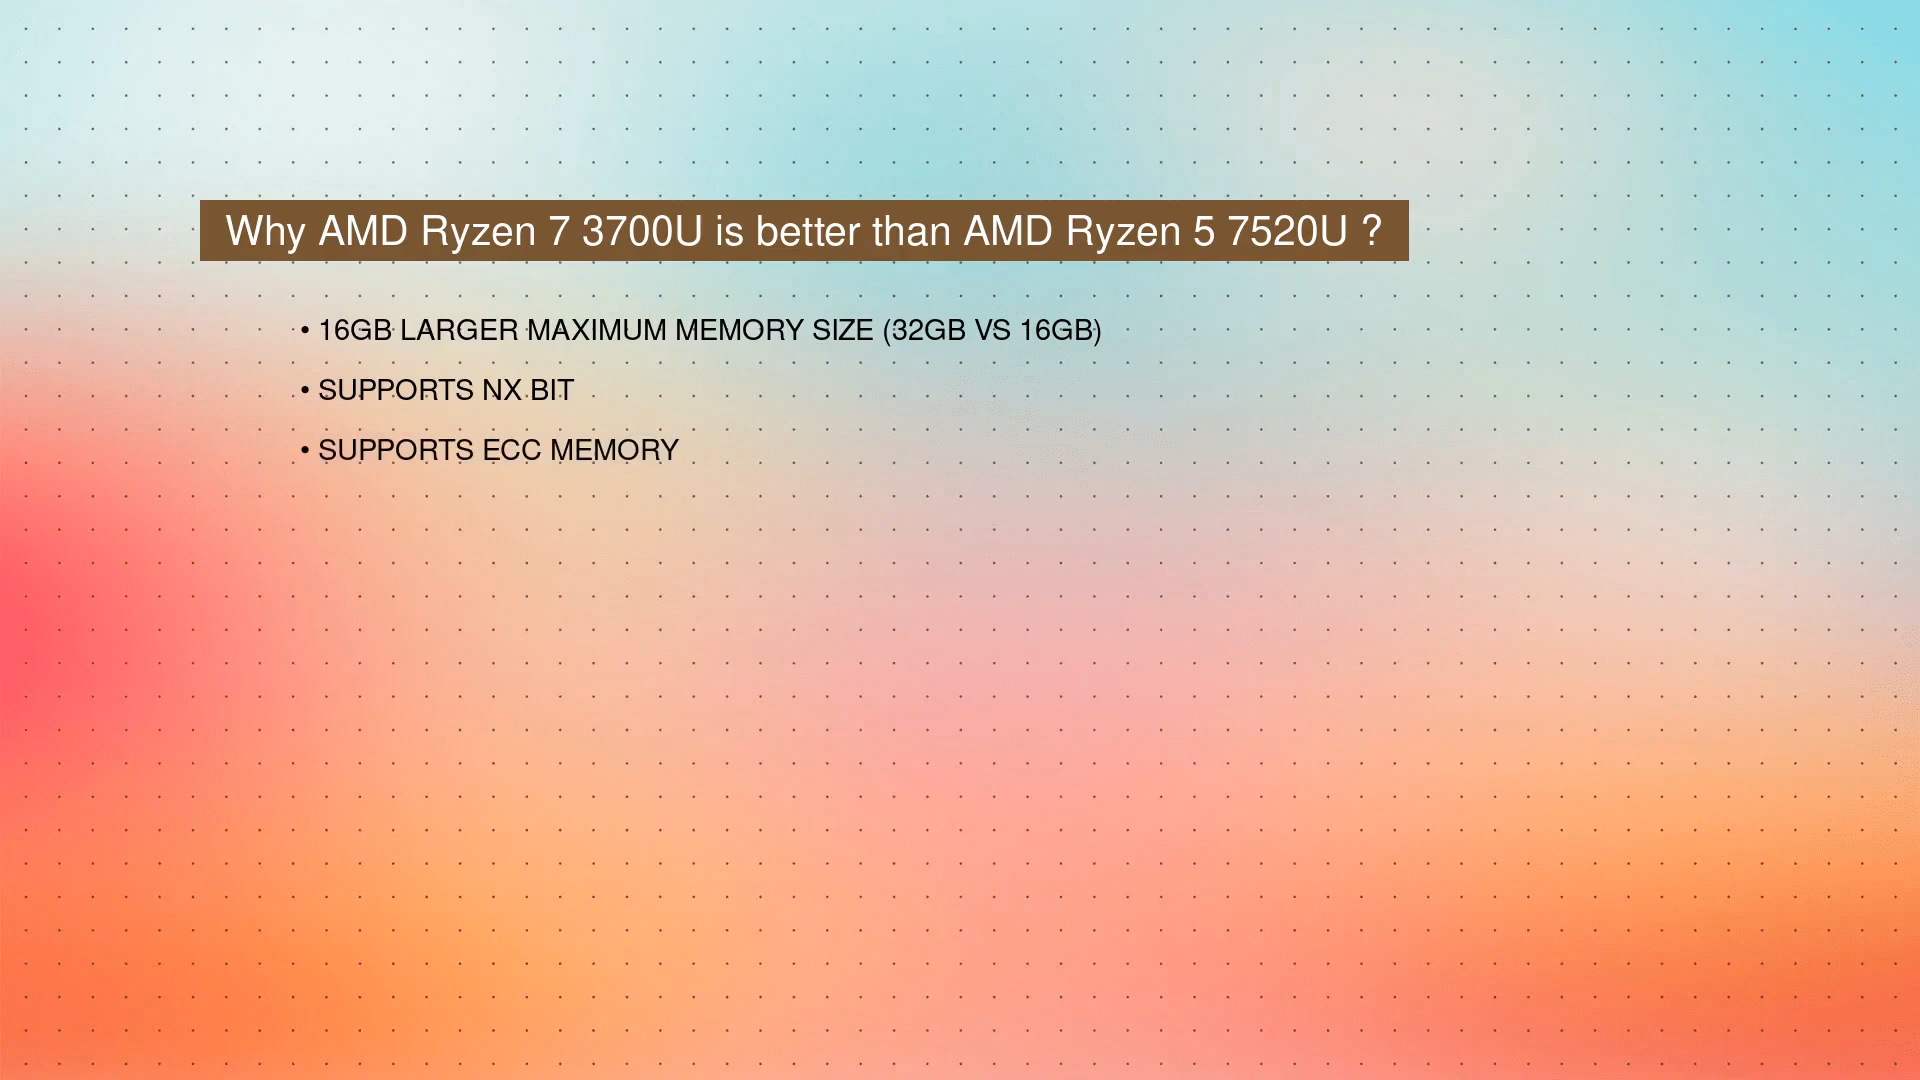 Why AMD Ryzen 7 3700U is better than AMD Ryzen 5 7520U ?
• 16GB LARGER MAXIMUM MEMORY SIZE (32GB VS 16GB)
• SUPPORTS NX BIT
• SUPPORTS ECC MEMORY